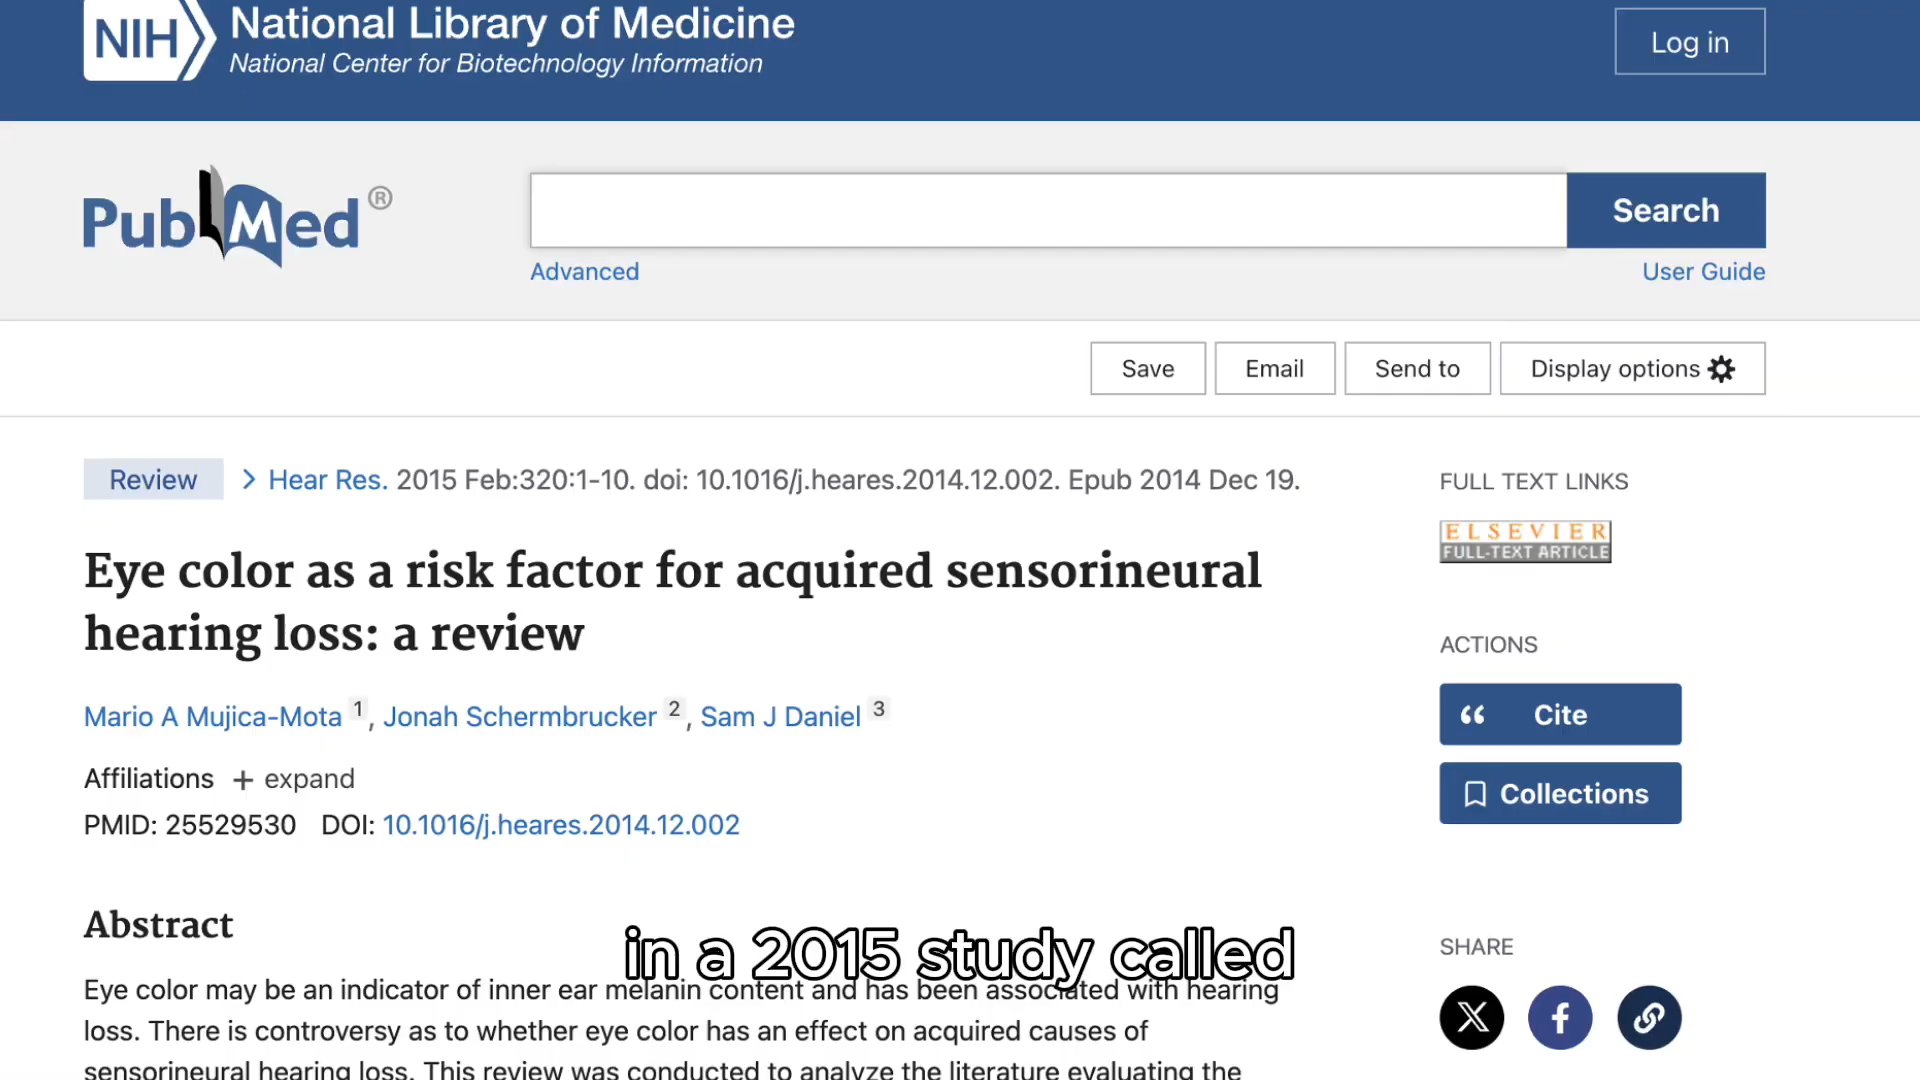 NIH National Library of Medicine
National Center for Biotechnology Information
Log in
PubMed®
Search
Advanced
User Guide
Save
Email
Send to
Display options
Review
Hear Res. 2015 Feb:320:1-10. doi: 10.1016/j.heares.2014.12.002. Epub 2014 Dec 19.
Eye color as a risk factor for acquired sensorineural
hearing loss: a review
Mario A Mujica-Mota 1, Jonah Schermbrucker 2, Sam J Daniel 3
Affiliations + expand
PMID: 25529530 DOI: 10.1016/j.heares.2014.12.002
Abstract
Eye color may be an indicator of inner ear melanin content and has been associated with hearing
loss. There is controversy as to whether eye color has an effect on acquired causes of
sensorineural hearing loss. This review was conducted to analyze the literature evaluating the
in a 2015 study called
FULL TEXT LINKS
ELSEVIER
FULL-TEXT ARTICLE
ACTIONS
Cite
Collections
SHARE